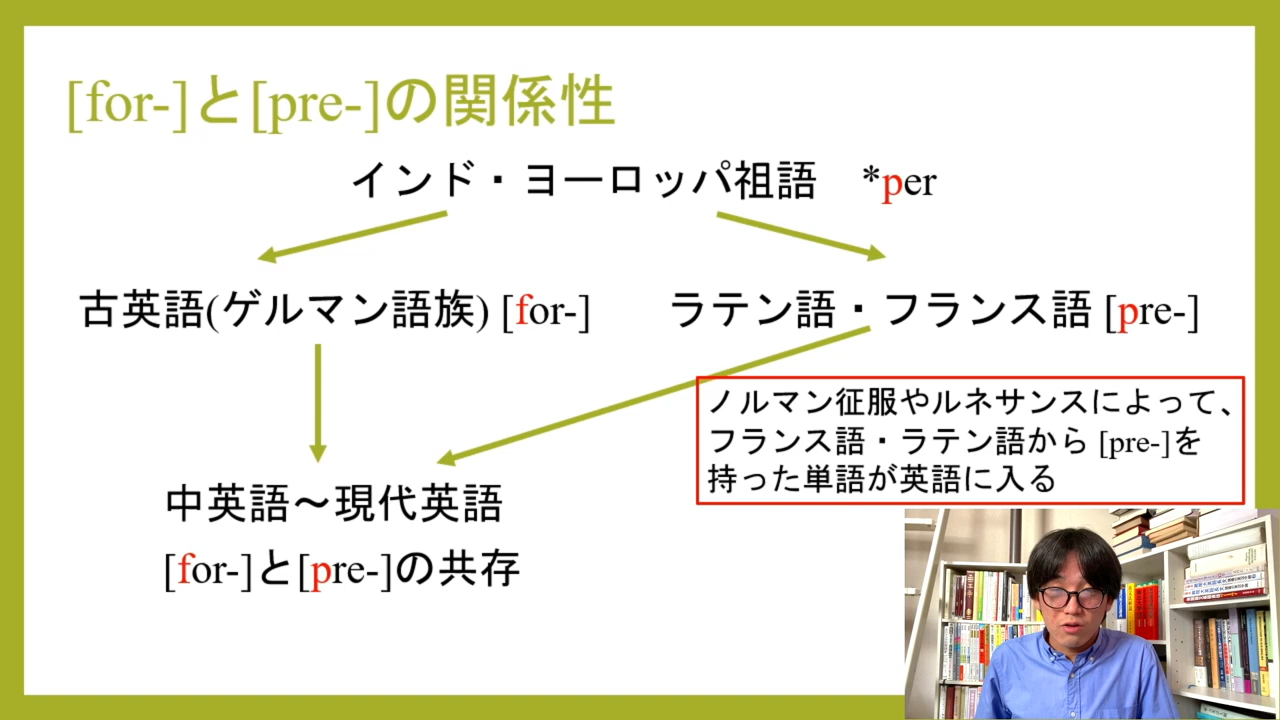 [for-]と[pre-]の関係性
インド・ヨーロッパ祖語　*per
古英語(ゲルマン語族) [for-]
ラテン語・フランス語 [pre-]
ノルマン征服やルネサンスによって、
フランス語・ラテン語から [pre-]を
持った単語が英語に入る
中英語～現代英語
[for-]と[pre-]の共存